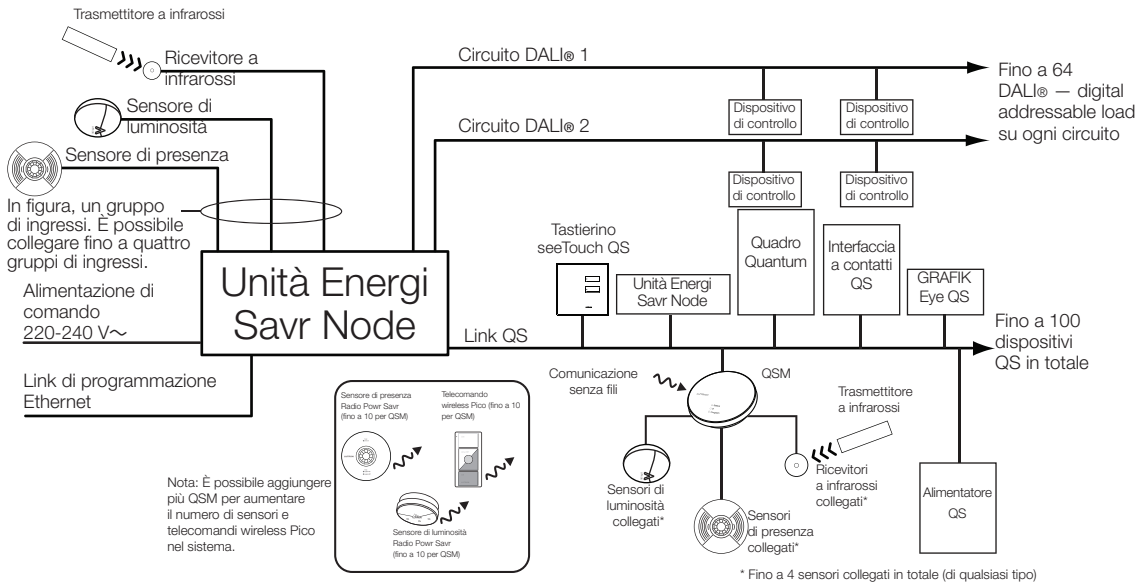 Trasmettitore a infrarossi
Ricevitore a
infrarossi
Sensore di
luminosità
Sensore di presenza
In figura, un gruppo
di ingressi. È possibile
collegare fino a quattro
gruppi di ingressi.
Alimentazione di
comando
220-240 V~
Link di programmazione
Ethernet
Unità Energi
Savr Node
Circuito DALI® 1
Circuito DALI® 2
Dispositivo
di controllo
Dispositivo
di controllo
Dispositivo
di controllo
Dispositivo
di controllo
Fino a 64
DALI® — digital
addressable load
su ogni circuito
Tastierino
seeTouch QS
Unità Energi
Savr Node
Quadro
Quantum
Interfaccia
a contatti
QS
GRAFIK
Eye QS
Link QS
Fino a 100
dispositivi
QS in totale
Comunicazione
senza fili
QSM
Trasmettitore
a infrarossi
Sensori di
luminosità
collegati*
Sensori
di presenza
collegati*
Ricevitori
a infrarossi
collegati*
Alimentatore
QS
Sensore di presenza
Radio Powr Savr
(fino a 10 per QSM)
Telecomando
wireless Pico (fino a 10
per QSM)
Sensore di luminosità
Radio Powr Savr
(fino a 10 per QSM)
Nota: È possibile aggiungere
più QSM per aumentare
il numero di sensori e
telecomandi wireless Pico
nel sistema.
* Fino a 4 sensori collegati in totale (di qualsiasi tipo)